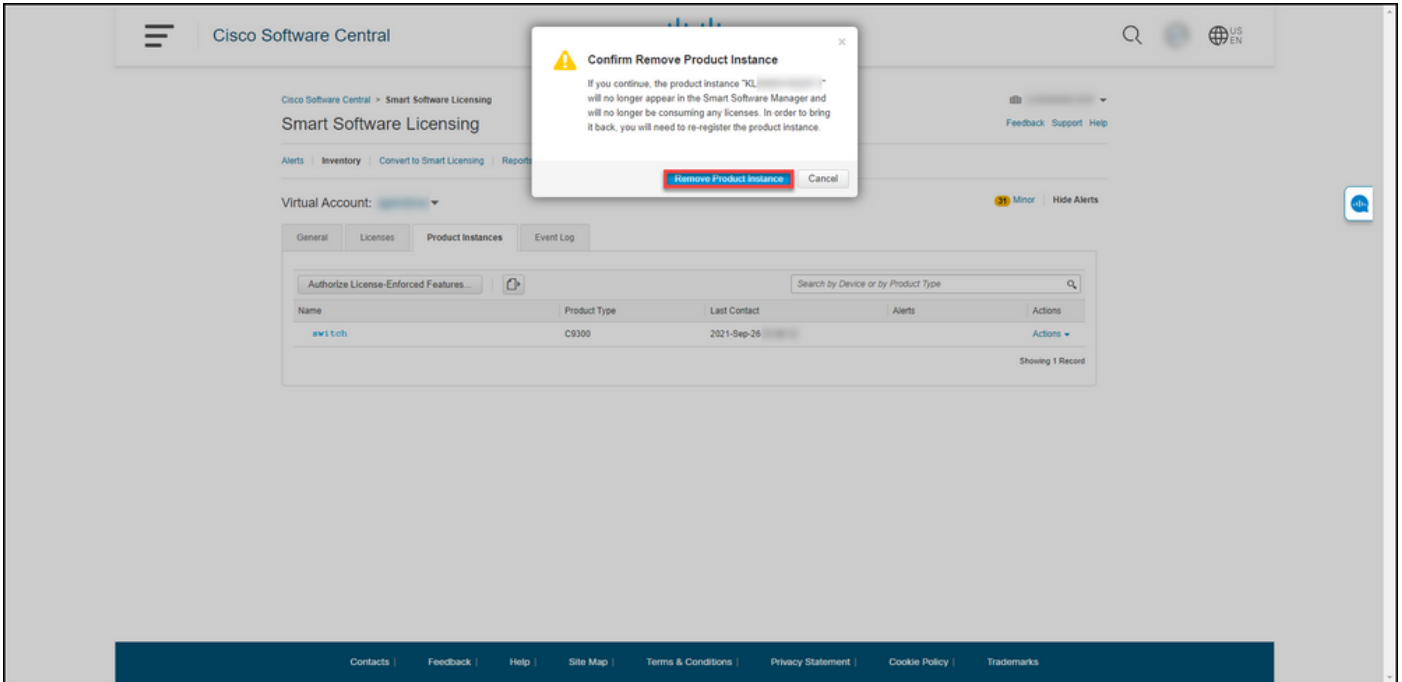 Cisco Software Central
US
EN
Confirm Remove Product Instance
If you continue, the product instance "KL "
will no longer appear in the Smart Software Manager and
will no longer be consuming any licenses. In order to bring
it back, you will need to re-register the product instance.
Remove Product Instance Cancel
Cisco Software Central > Smart Software Licensing
Smart Software Licensing
Feedback Support Help
Alerts | Inventory | Convert to Smart Licensing | Reports
Virtual Account:
31 Minor | Hide Alerts
General Licenses Product Instances Event Log
Authorize License-Enforced Features...
Search by Device or by Product Type
Name Product Type Last Contact Alerts Actions
switch C9300 2021-Sep-26 Actions
Showing 1 Record
Contacts | Feedback | Help | Site Map | Terms & Conditions | Privacy Statement | Cookie Policy | Trademarks